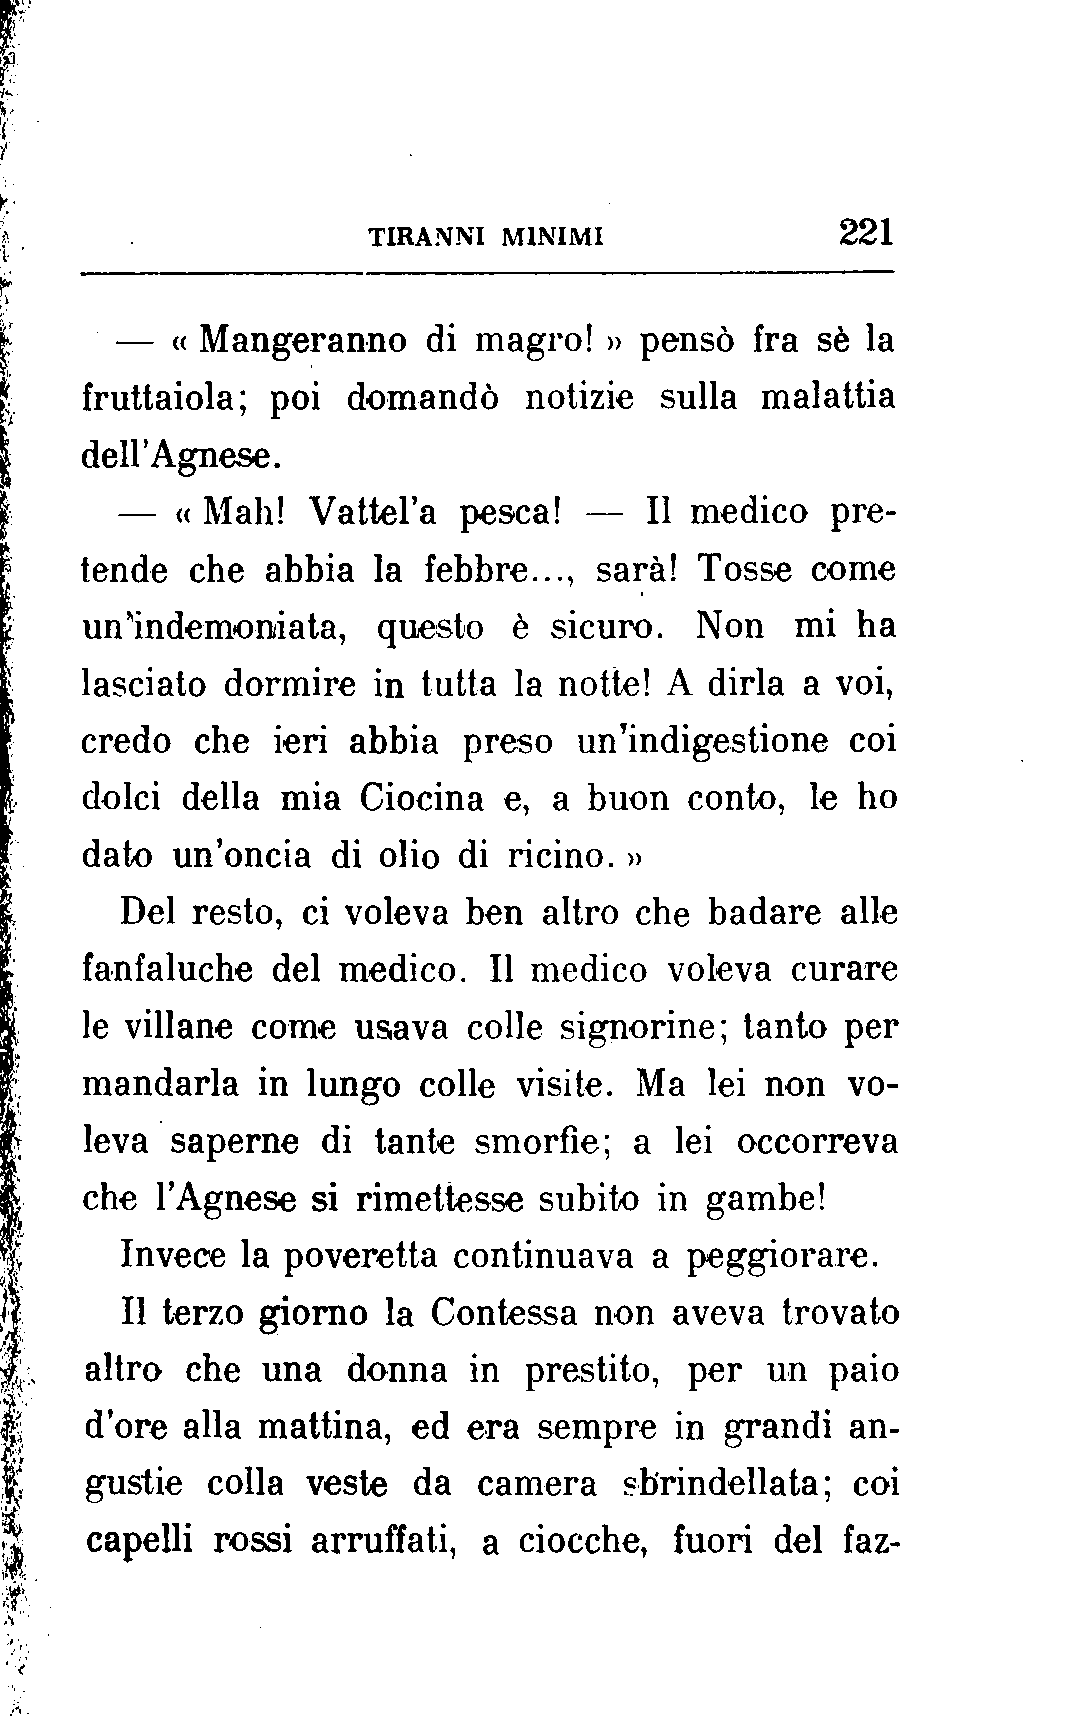 TIRANNI MINIMI 221
— « Mangeranno di magro! » pensò fra sè la
fruttaiola; poi domandò notizie sulla malattia
dell'Agnese.
— « Mah! Vattel'a pesca! — Il medico pre-
tende che abbia la febbre..., sarà! Tosse come
un'indemoniata, questo è sicuro. Non mi ha
lasciato dormire in tutta la notte! A dirla a voi,
credo che ieri abbia preso un'indigestione coi
dolci della mia Ciocina e, a buon conto, le ho
dato un'oncia di olio di ricino. »
Del resto, ci voleva ben altro che badare alle
fanfaluche del medico. Il medico voleva curare
le villane come usava colle signorine; tanto per
mandarla in lungo colle visite. Ma lei non vo-
leva saperne di tante smorfie; a lei occorreva
che l'Agnese si rimettesse subito in gambe!
Invece la poveretta continuava a peggiorare.
Il terzo giorno la Contessa non aveva trovato
altro che una donna in prestito, per un paio
d'ore alla mattina, ed era sempre in grandi an-
gustie colla veste da camera sbrindellata; coi
capelli rossi arruffati, a ciocche, fuori del faz-